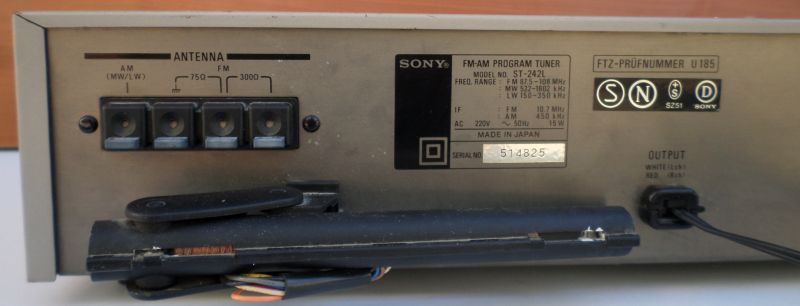 ANTENNA
AM
(MW/LW)
FM
75Ω
300Ω
SONY®
FM-AM PROGRAM TUNER
MODEL NO. ST-242L
FREQ. RANGE : FM 87.5-108 MHz
: MW 522-1602 kHz
: LW 150-350 kHz
IF : FM 10.7 MHz
: AM 450 kHz
AC 220V ~ 50Hz 15W
MADE IN JAPAN
SERIAL NO. 514825
FTZ-PRÜFNUMMER U185
S N +S D
SZ51 SONY
OUTPUT
WHITE (Lch)
RED (Rch)